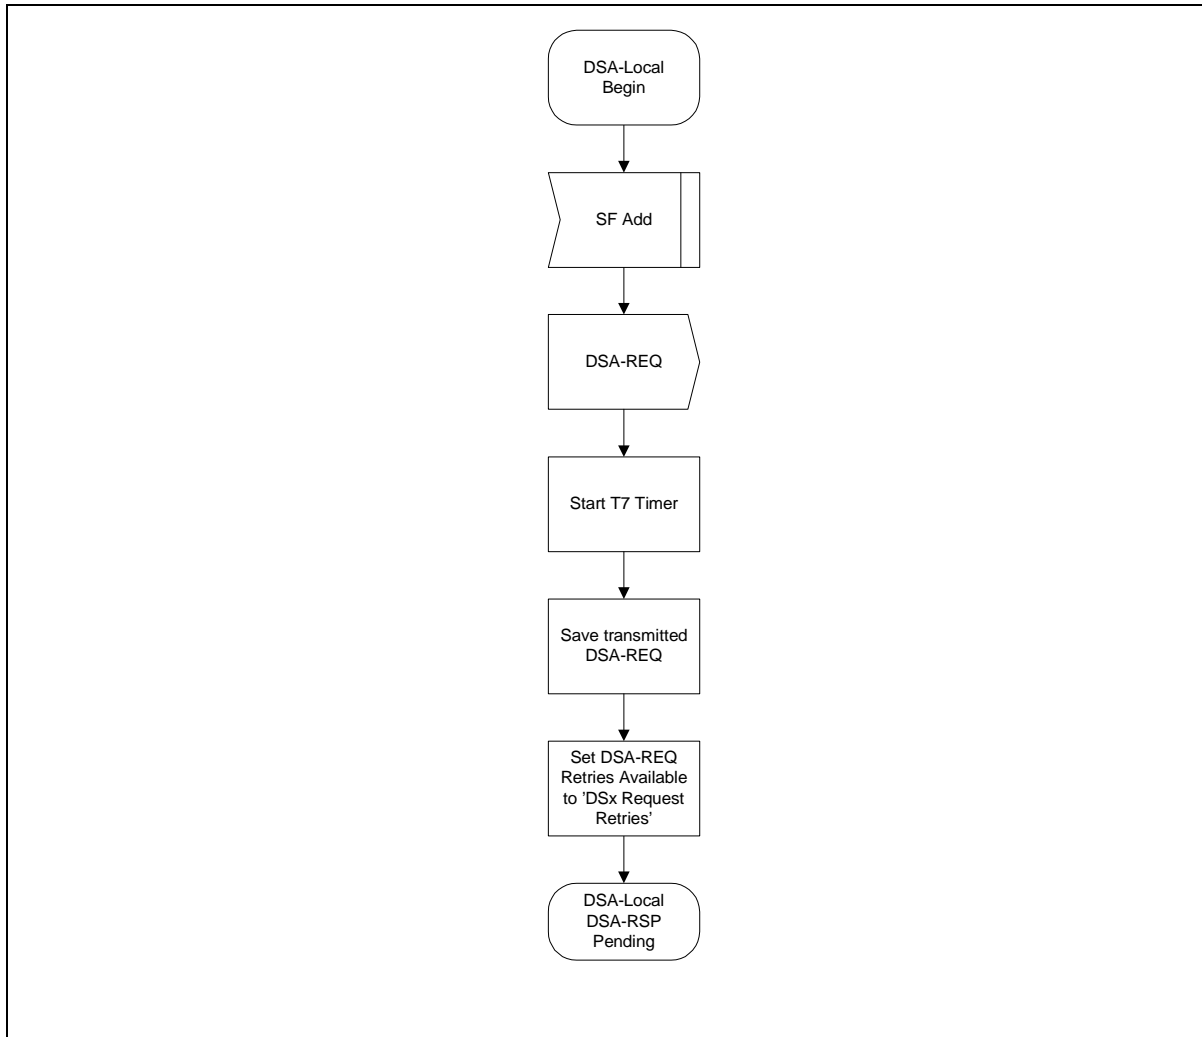 DSA-Local
Begin
SF Add
DSA-REQ
Start T7 Timer
Save transmitted
DSA-REQ
Set DSA-REQ
Retries Available
to ’DSx Request
Retries’
DSA-Local
DSA-RSP
Pending